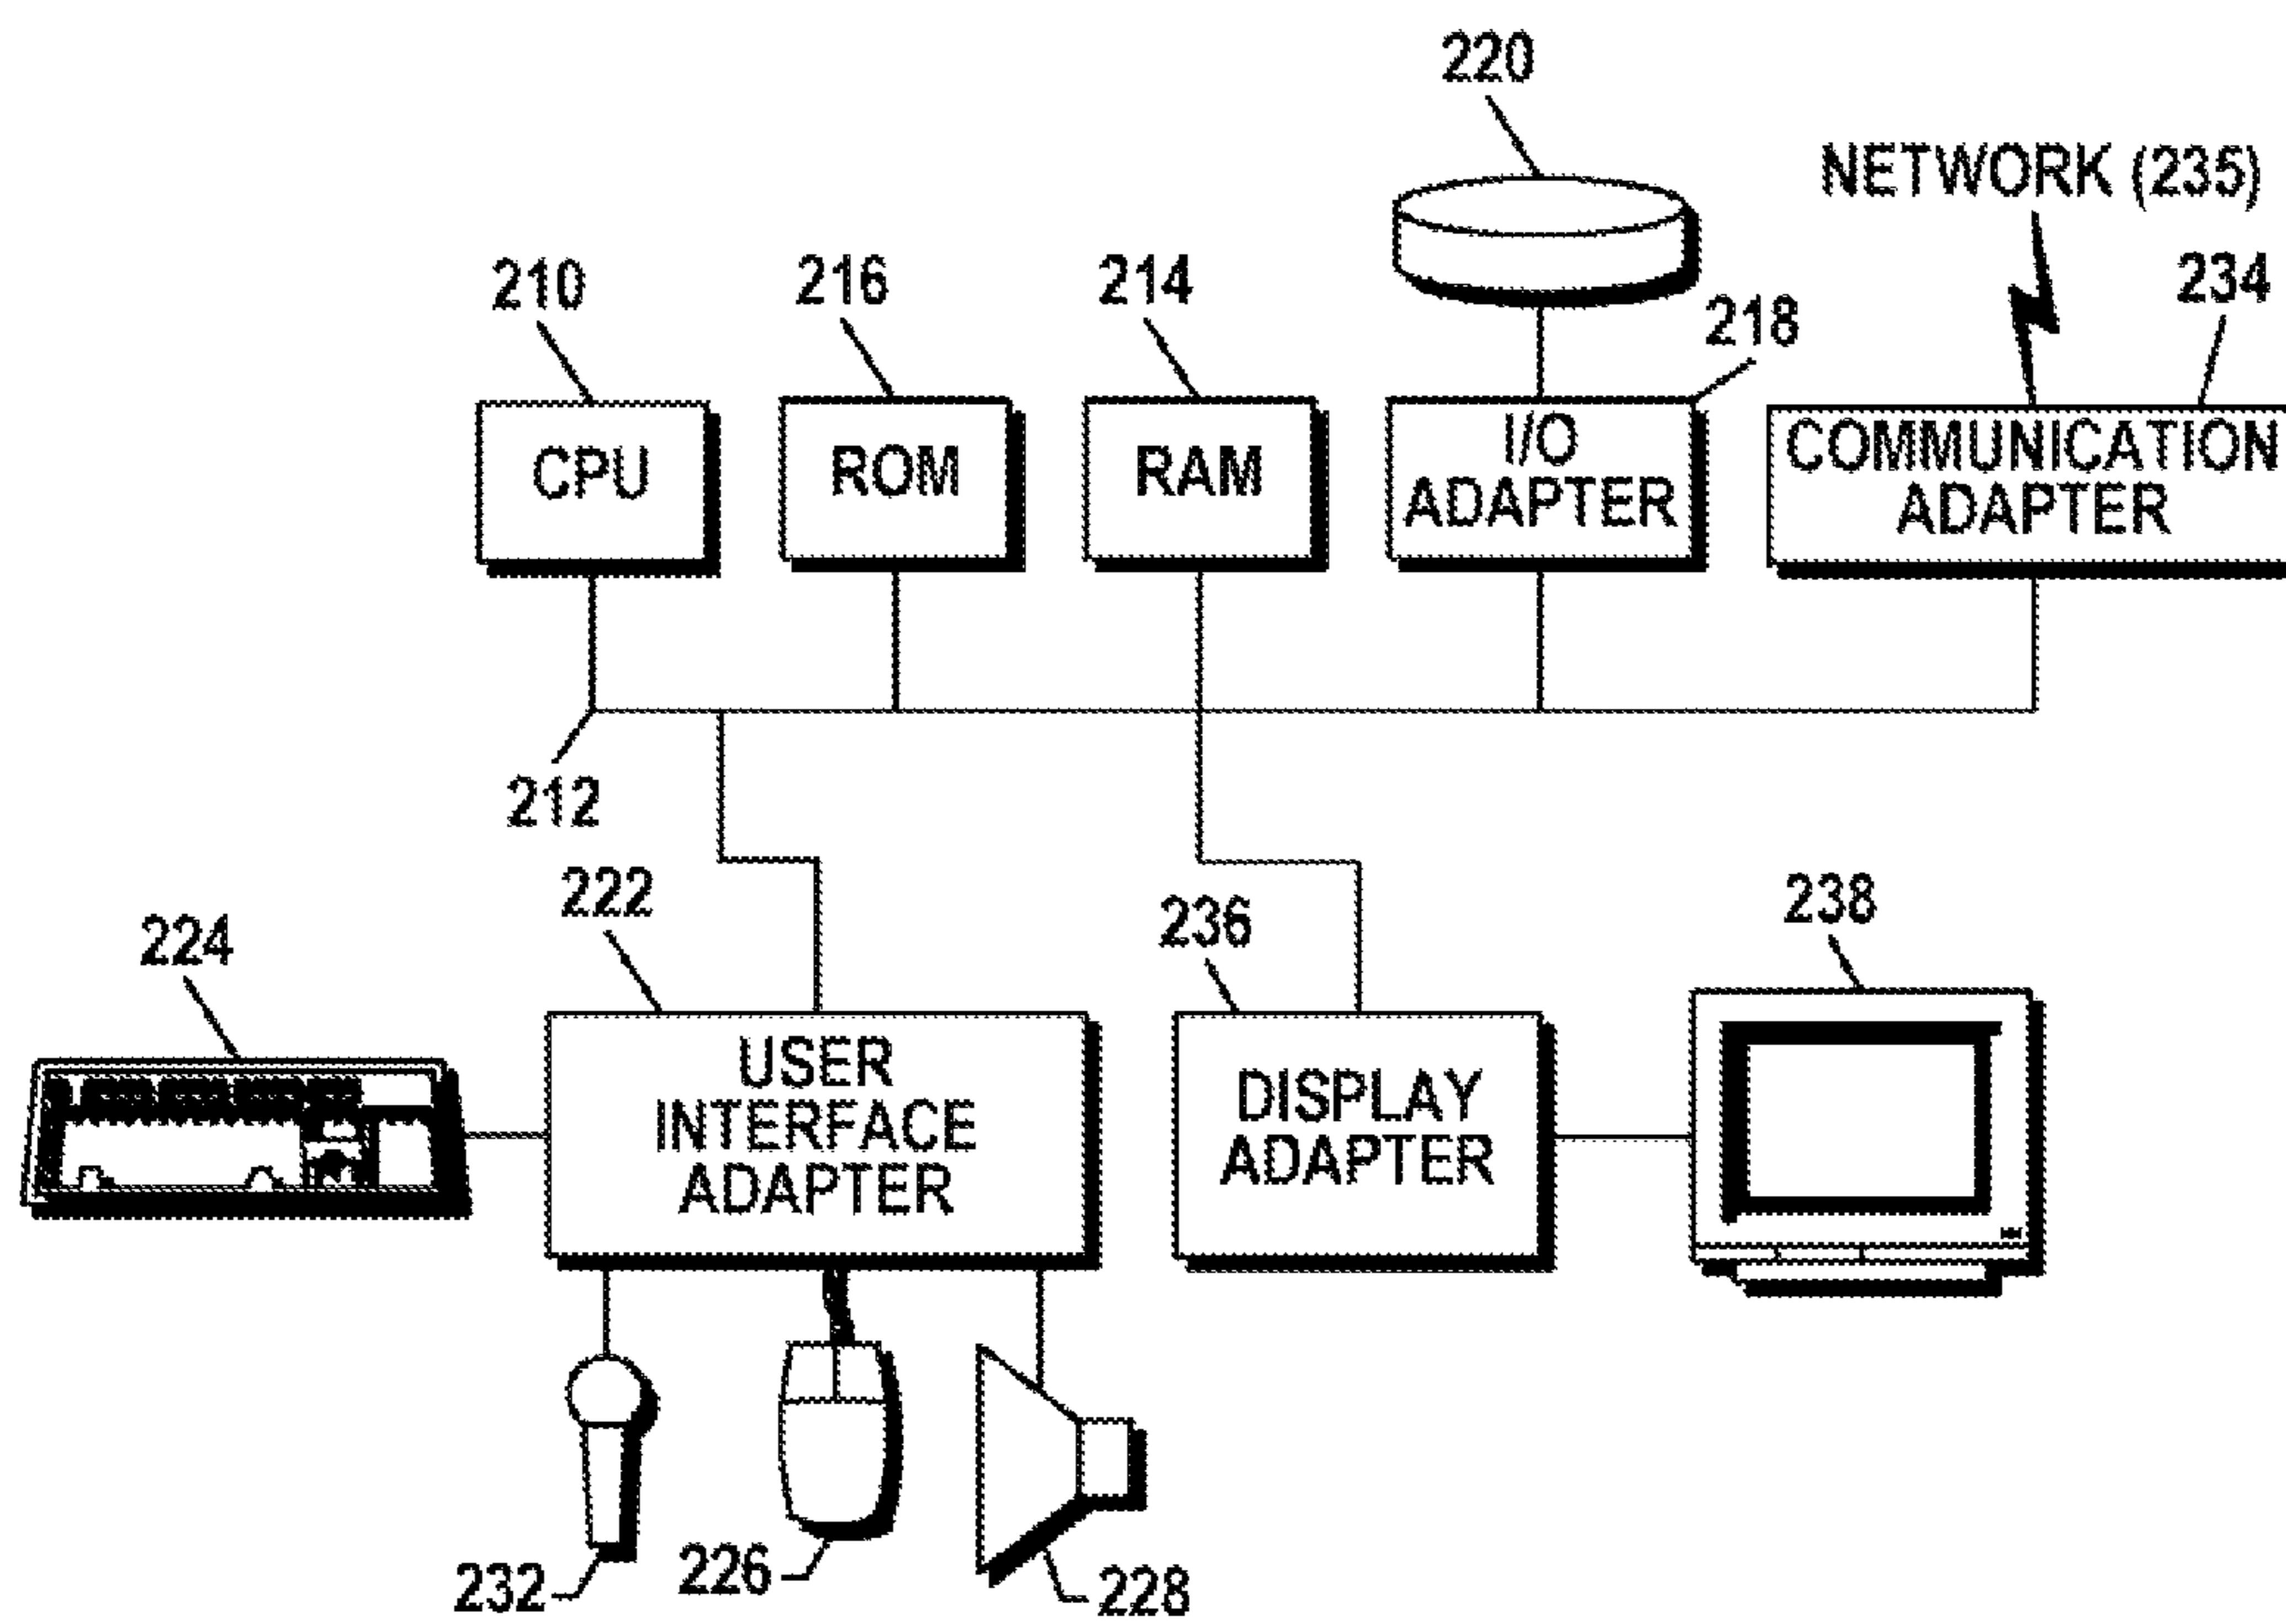 220
NETWORK (235)
210
216
214
218
234
CPU
ROM
RAM
I/O
ADAPTER
COMMUNICATION
ADAPTER
212
224
222
236
238
USER
INTERFACE
ADAPTER
DISPLAY
ADAPTER
232
226
228